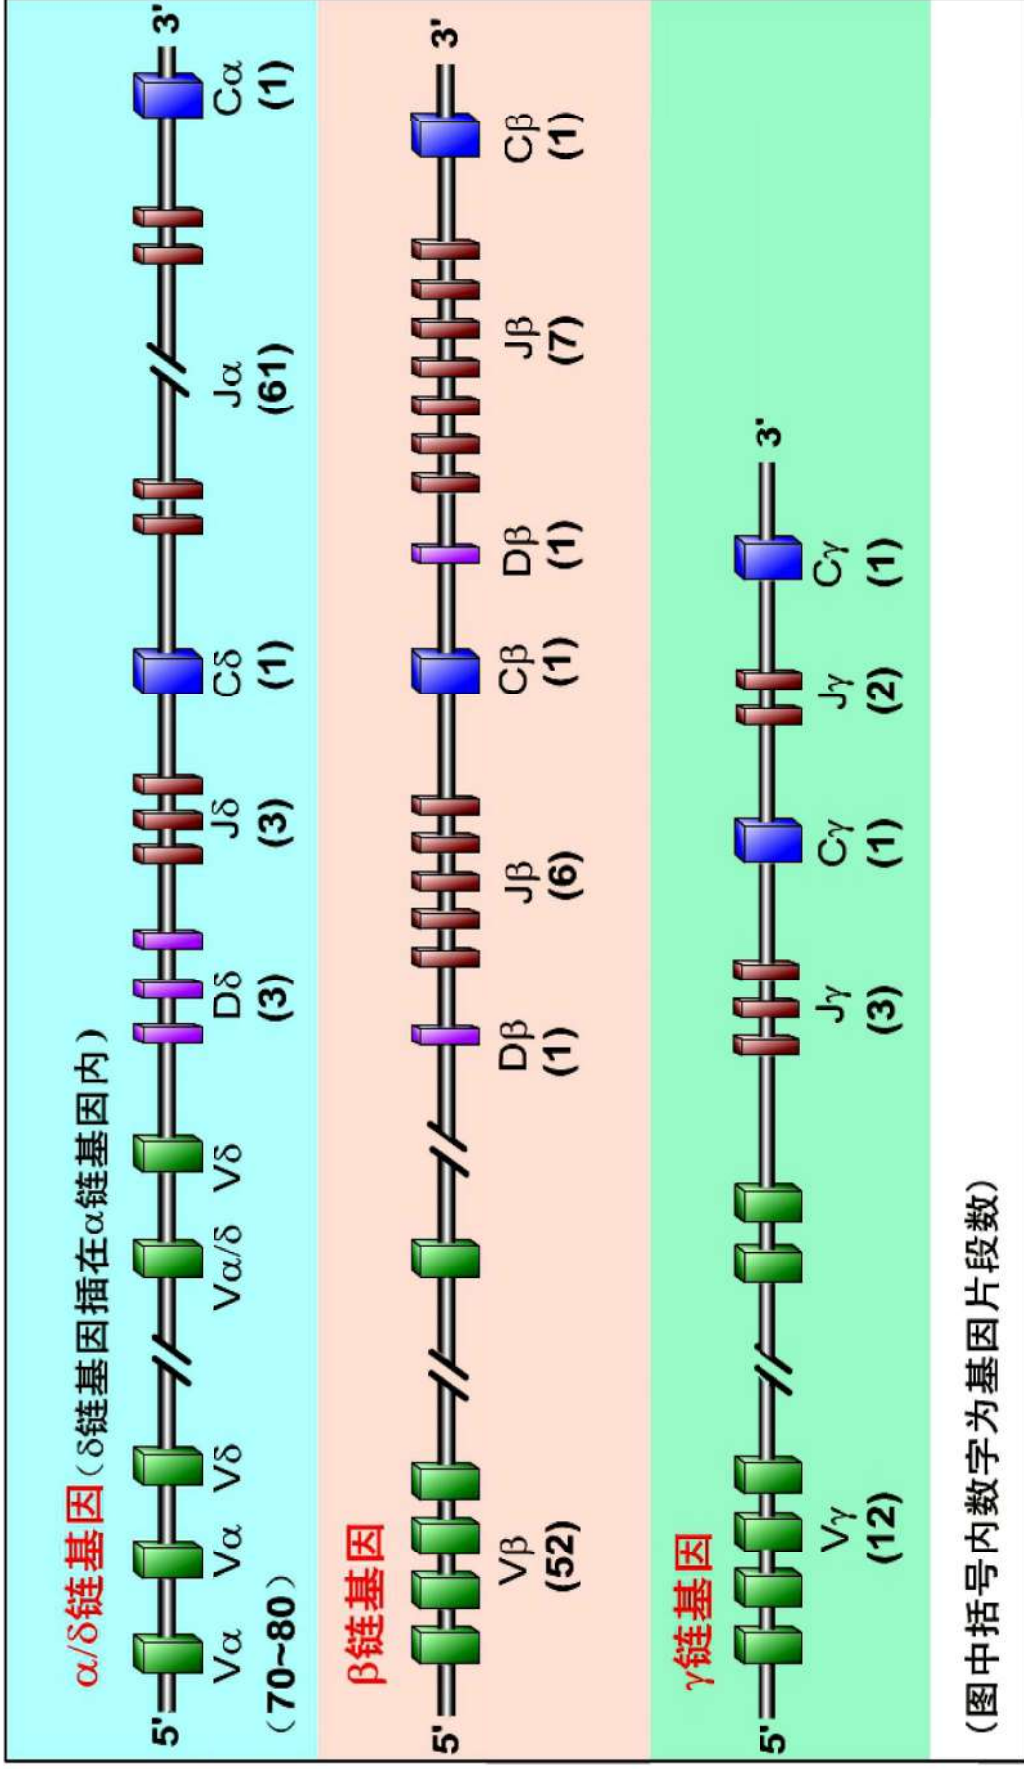 α/δ链基因(δ链基因插在α链基因内)
5' 3'
Vα Vα Vδ Vα/δ Vδ Dδ Jδ Cδ Jα Cα
(70~80) (3) (3) (1) (61) (1)
β链基因
5' 3'
Vβ Dβ Jβ Cβ Dβ Jβ Cβ
(52) (1) (6) (1) (1) (7) (1)
γ链基因
5' 3'
Vγ Jγ Cγ Jγ Cγ
(12) (3) (1) (2) (1)
(图中括号内数字为基因片段数)